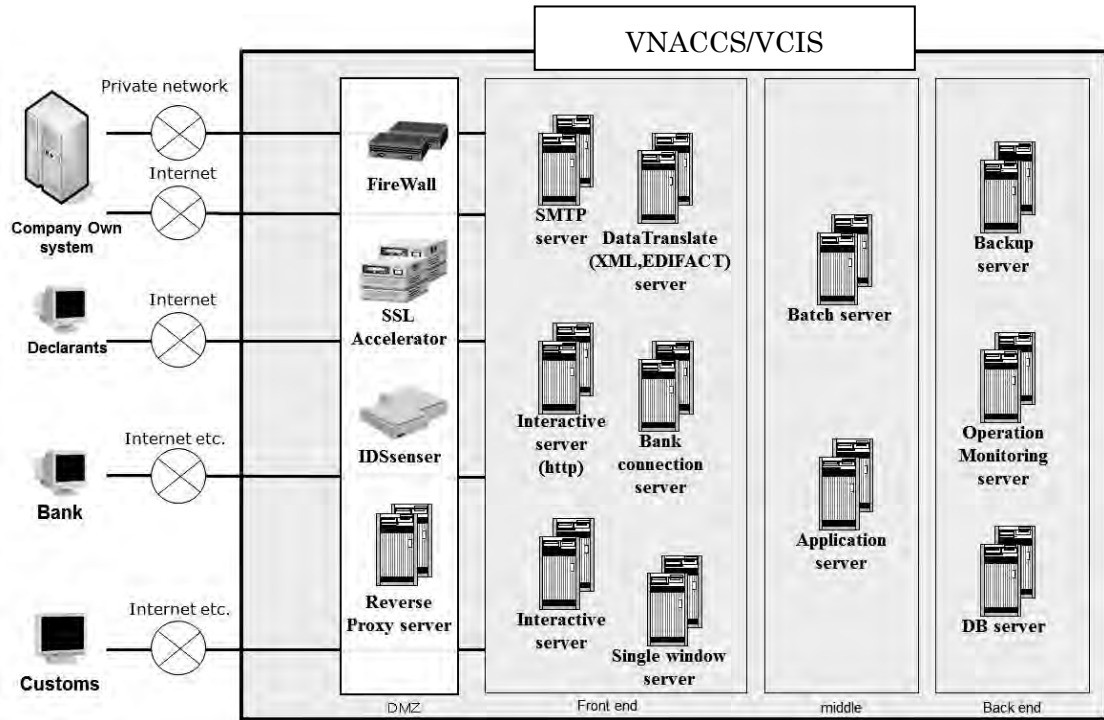 VNACCS/VCIS
Private network
Internet
Company Own
system
Internet
Declarants
Internet etc.
Bank
Internet etc.
Customs
FireWall
SSL
Accelerator
IDSsenser
Reverse
Proxy server
DMZ
SMTP
server
DataTranslate
(XML,EDIFACT)
server
Interactive
server
(http)
Bank
connection
server
Interactive
server
Single window
server
Front end
Batch server
Application
server
middle
Backup
server
Operation
Monitoring
server
DB server
Back end